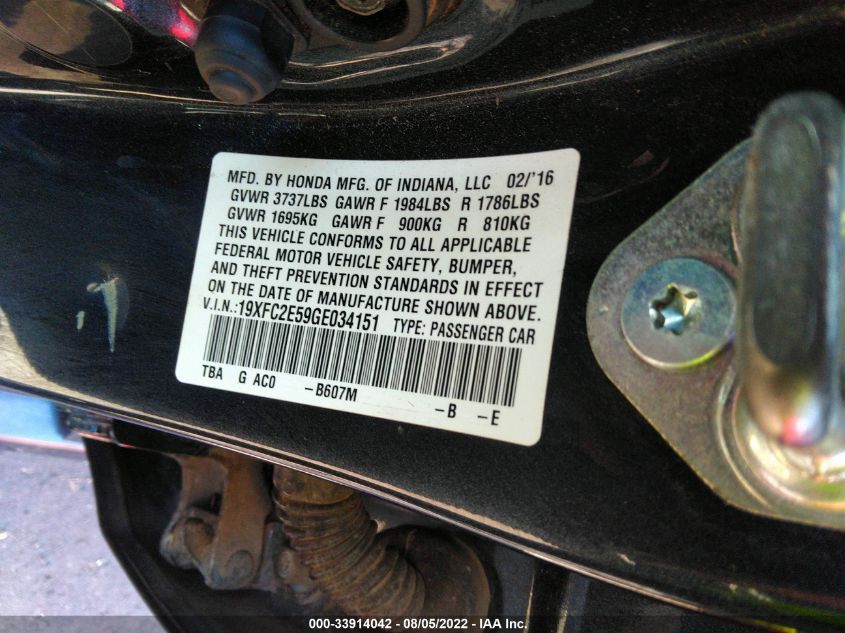 MFD. BY HONDA MFG. OF INDIANA, LLC 02/'16
GVWR 3737LBS GAWR F 1984LBS R 1786LBS
GVWR 1695KG GAWR F 900KG R 810KG
THIS VEHICLE CONFORMS TO ALL APPLICABLE
FEDERAL MOTOR VEHICLE SAFETY, BUMPER,
AND THEFT PREVENTION STANDARDS IN EFFECT
ON THE DATE OF MANUFACTURE SHOWN ABOVE.
V.I.N.:19XFC2E59GE034151 TYPE: PASSENGER CAR
TBA G AC0 -B607M -B -E
000-33914042 - 08/05/2022 - IAA Inc.